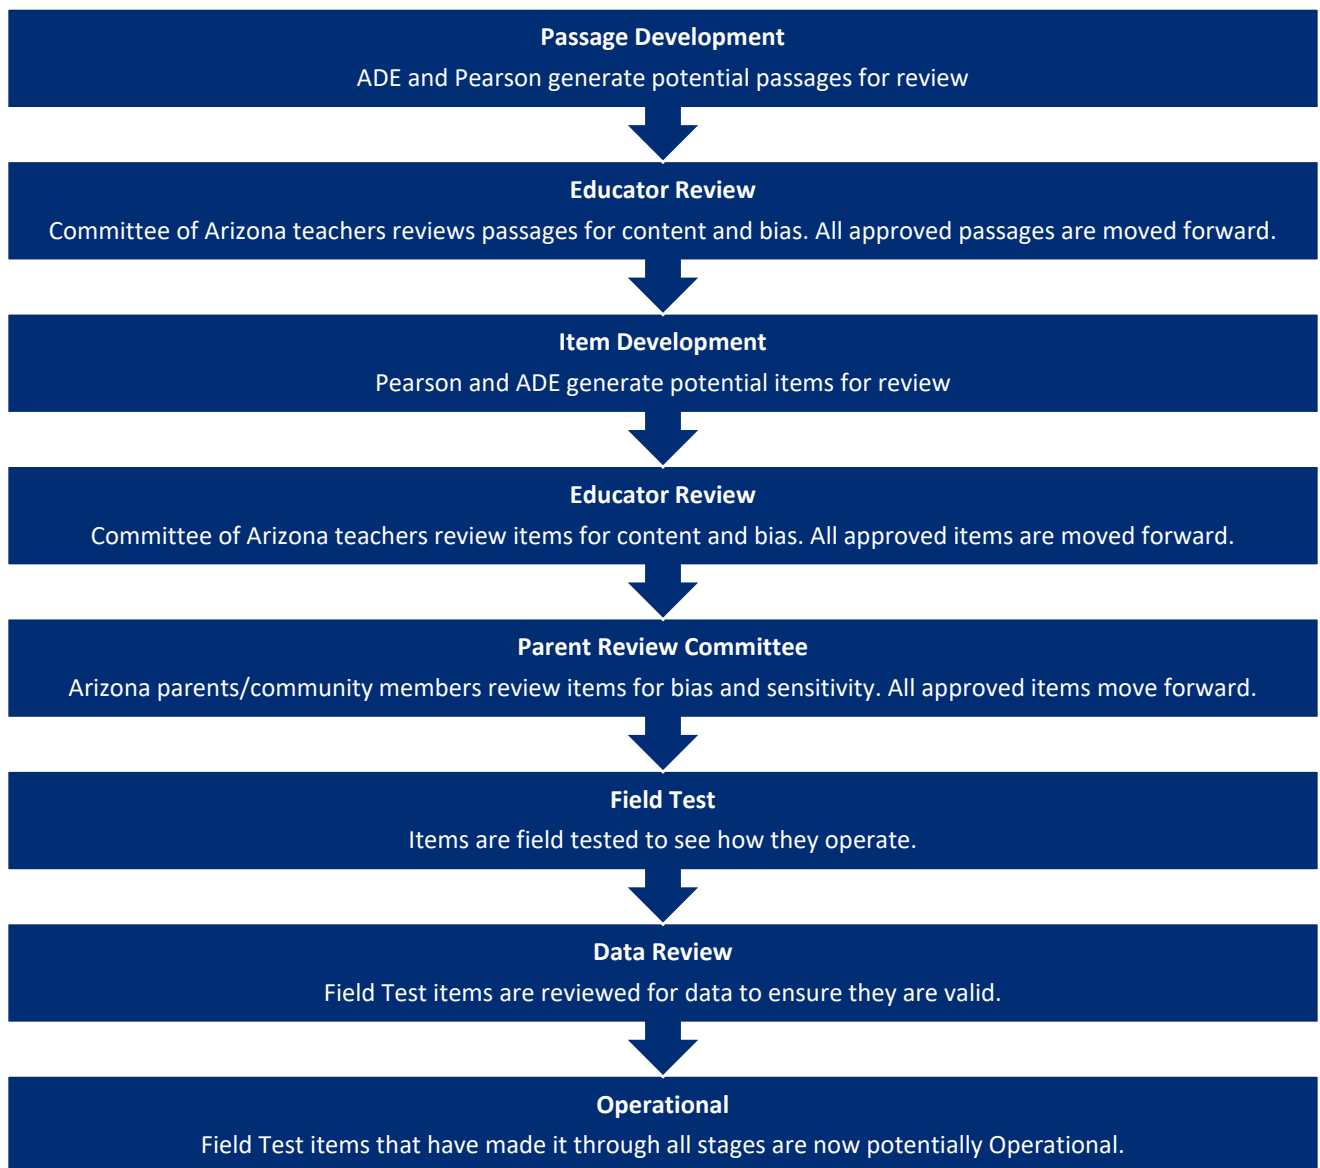 Passage Development
ADE and Pearson generate potential passages for review
Educator Review
Committee of Arizona teachers reviews passages for content and bias. All approved passages are moved forward.
Item Development
Pearson and ADE generate potential items for review
Educator Review
Committee of Arizona teachers review items for content and bias. All approved items are moved forward.
Parent Review Committee
Arizona parents/community members review items for bias and sensitivity. All approved items move forward.
Field Test
Items are field tested to see how they operate.
Data Review
Field Test items are reviewed for data to ensure they are valid.
Operational
Field Test items that have made it through all stages are now potentially Operational.